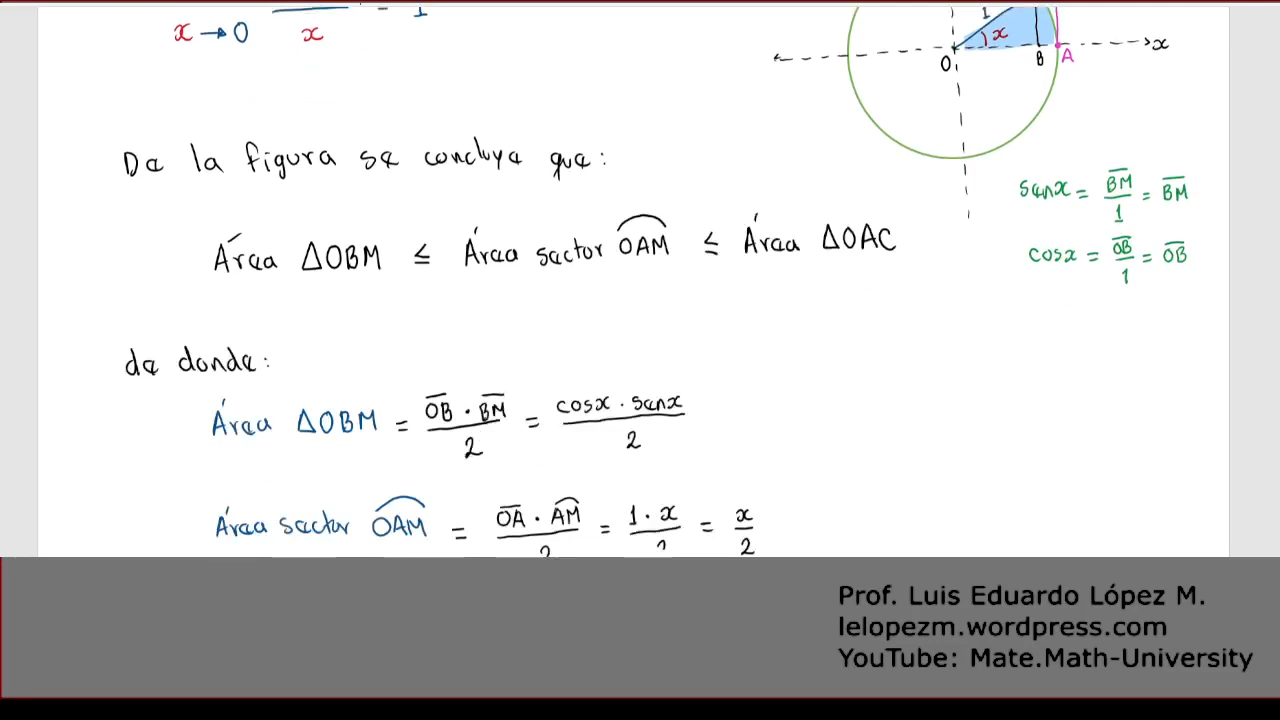 x → 0 x = 1
1
x
O B A x
De la figura se concluye que:
senx = BM/1 = BM
Área ΔOBM ≤ Área sector OAM ≤ Área ΔOAC
cosx = OB/1 = OB
de donde:
Área ΔOBM = OB · BM / 2 = cosx · senx / 2
Área sector OAM = OA · AM / 2 = 1 · x / 2 = x / 2
Prof. Luis Eduardo López M.
lelopezm.wordpress.com
YouTube: Mate.Math-University